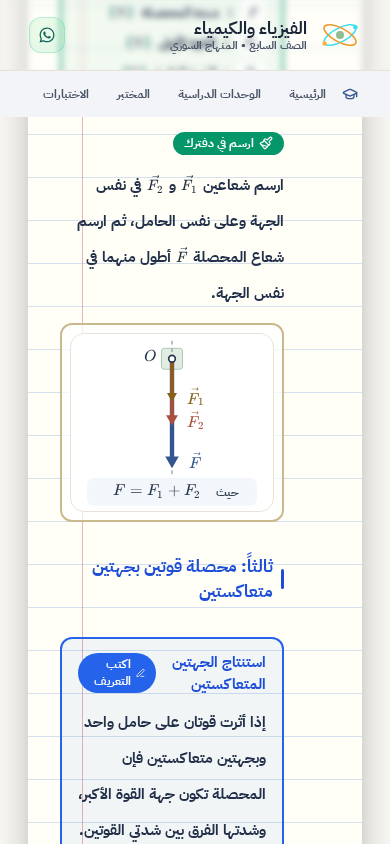 الفيزياء والكيمياء
الصف السابع • المنهاج السوري
الرئيسية
الوحدات الدراسية
المختبر
الاختبارات
ارسم في دفترك
ارسم شعاعين F⃗₁ و F⃗₂ في نفس
الجهة وعلى نفس الحامل، ثم ارسم
شعاع المحصلة F⃗ أطول منهما في
نفس الجهة.
O
F⃗₁
F⃗₂
F⃗
حيث F = F₁ + F₂
ثالثاً: محصلة قوتين بجهتين
متعاكستين
استنتاج الجهتين
المتعاكستين
اكتب
التعريف
إذا أثرت قوتان على حامل واحد
وبجهتين متعاكستين فإن
المحصلة تكون جهة القوة الأكبر،
وشدتها الفرق بين شدتي القوتين.